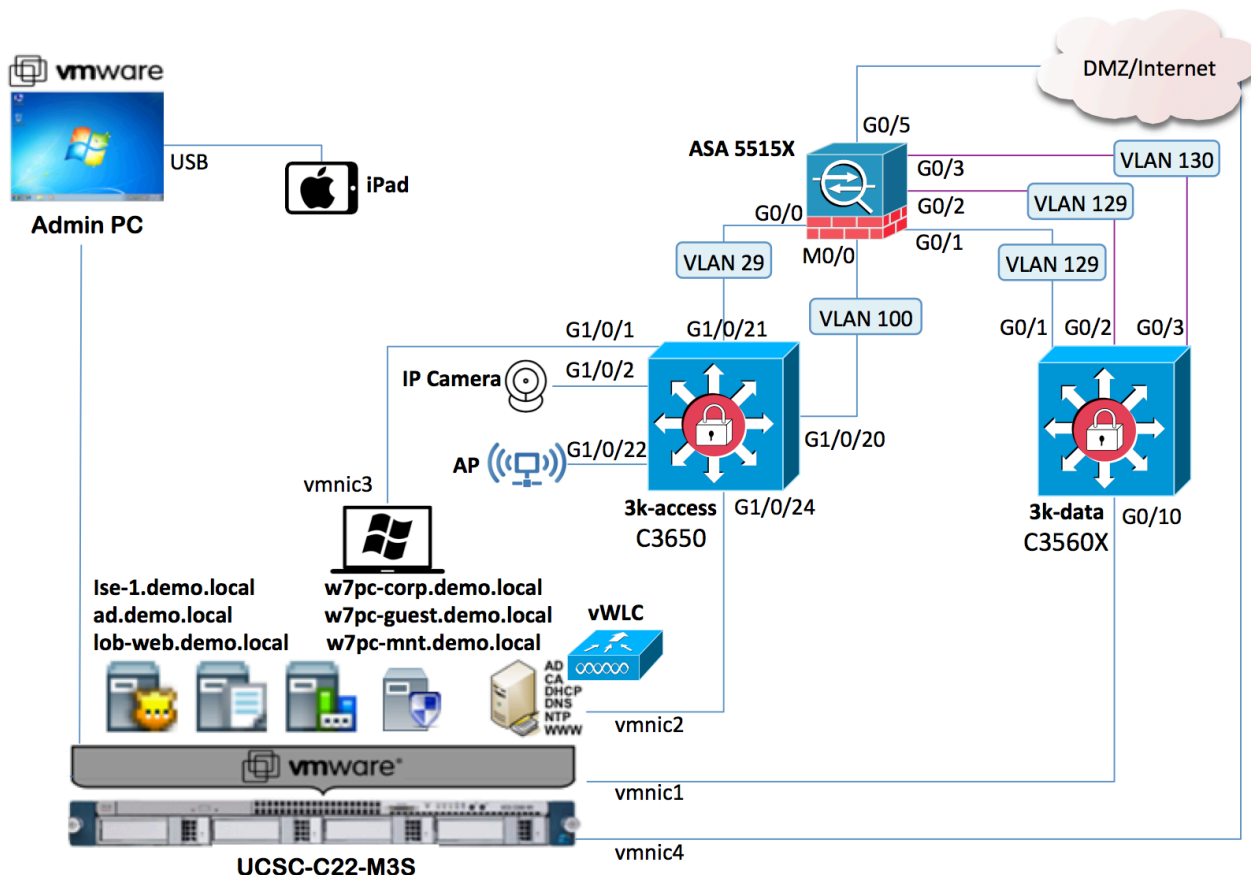 vmware
DMZ/Internet
G0/5
ASA 5515X
G0/3
VLAN 130
USB
iPad
Admin PC
G0/0
G0/2
VLAN 129
G0/1
M0/0
VLAN 29
VLAN 129
VLAN 100
G1/0/1
G1/0/21
G0/1
G0/2
G0/3
IP Camera
G1/0/2
G1/0/20
AP
G1/0/22
vmnic3
3k-access
G1/0/24
C3650
3k-data
G0/10
C3560X
Ise-1.demo.local
ad.demo.local
lob-web.demo.local
w7pc-corp.demo.local
w7pc-guest.demo.local
w7pc-mnt.demo.local
vWLC
AD
CA
DHCP
DNS
NTP
WWW
vmnic2
vmware®
vmnic1
vmnic4
UCSC-C22-M3S